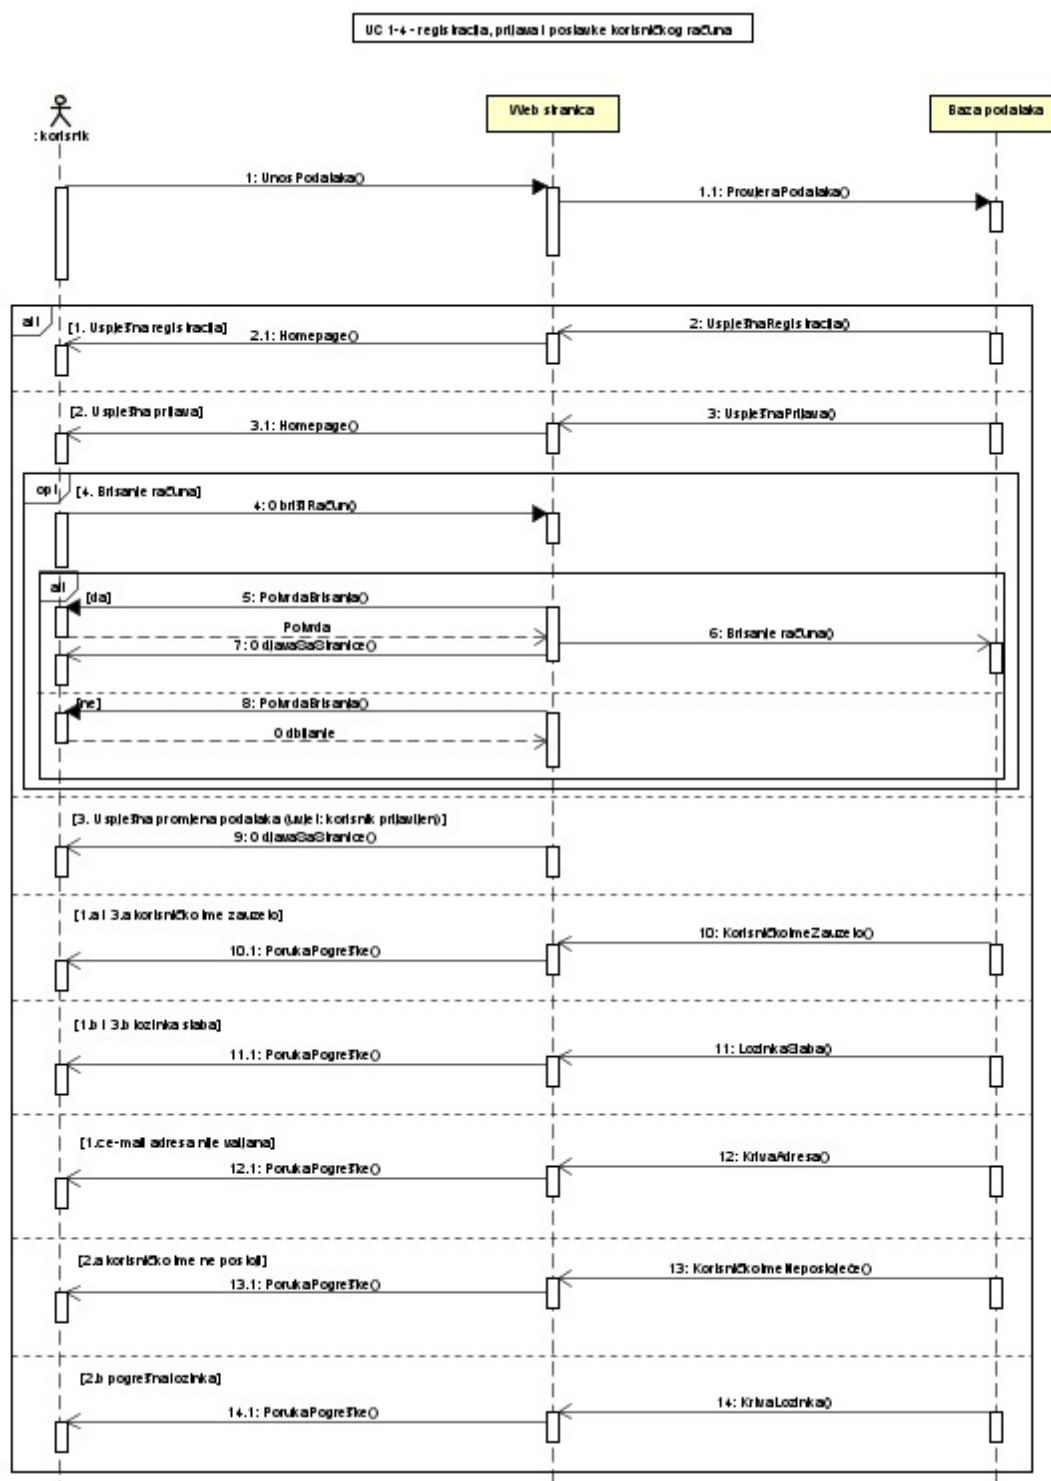 UC 1-4 - registracija, prijava i postavke korisničkog računa
: korisnik
Web stranica
Baza podataka
1: UnosPodataka()
1.1: ProvjeraPodataka()
alt
[1. Uspješna registracija]
2: UspješnaRegistracija()
2.1: Homepage()
[2. Uspješna prijava]
3: UspješnaPrijava()
3.1: Homepage()
opt
[4. Brisanje računa]
4: ObrišiRačun()
alt
[da]
5: PotvrdaBrisanja()
Potvrda
6: Brisanje računa()
7: OdjavaSaStranice()
[ne]
8: PotvrdaBrisanja()
Odbijanje
[3. Uspješna promjena podataka (uvjet: korisnik prijavljen)]
9: OdjavaSaStranice()
[1.a i 3.a korisničko ime zauzeto]
10: KorisničkoImeZauzeto()
10.1: PorukaPogreške()
[1.b i 3.b lozinka slaba]
11: LozinkaSlaba()
11.1: PorukaPogreške()
[1.c e-mail adresa nije valjana]
12: KrivaAdresa()
12.1: PorukaPogreške()
[2.a korisničko ime ne postoji]
13: KorisničkoImeNepostojeće()
13.1: PorukaPogreške()
[2.b pogrešna lozinka]
14: KrivaLozinka()
14.1: PorukaPogreške()